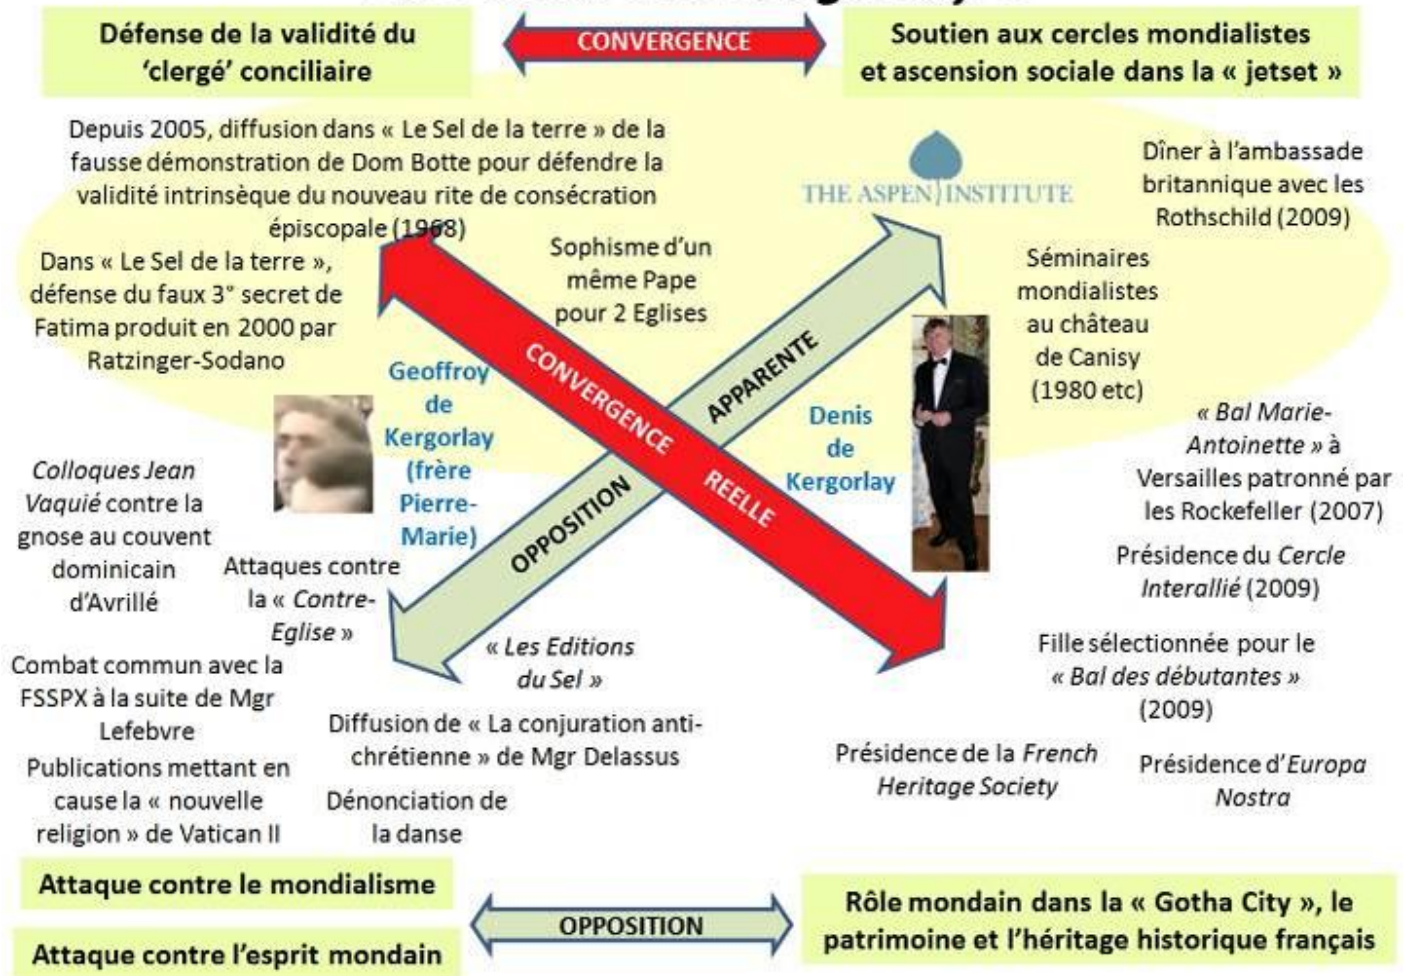 Défense de la validité du
‘clergé’ conciliaire
CONVERGENCE
Soutien aux cercles mondialistes
et ascension sociale dans la « jetset »
Depuis 2005, diffusion dans « Le Sel de la terre » de la
fausse démonstration de Dom Botte pour défendre la
validité intrinsèque du nouveau rite de consécration
épiscopale (1968)
Dans « Le Sel de la terre »,
défense du faux 3° secret de
Fatima produit en 2000 par
Ratzinger-Sodano
Sophisme d’un
même Pape
pour 2 Eglises
THE ASPEN INSTITUTE
Dîner à l’ambassade
britannique avec les
Rothschild (2009)
Séminaires
mondialistes
au château
de Canisy
(1980 etc)
Geoffroy
de
Kergorlay
(frère
Pierre-
Marie)
CONVERGENCE REELLE
OPPOSITION APPARENTE
Denis
de
Kergorlay
« Bal Marie-
Antoinette » à
Versailles patronné par
les Rockefeller (2007)
Présidence du Cercle
Interallié (2009)
Colloques Jean
Vaquié contre la
gnose au couvent
dominicain
d’Avrillé
Attaques contre
la « Contre-
Eglise »
« Les Editions
du Sel »
Fille sélectionnée pour le
« Bal des débutantes »
(2009)
Combat commun avec la
FSSPX à la suite de Mgr
Lefebvre
Diffusion de « La conjuration anti-
chrétienne » de Mgr Delassus
Présidence de la French
Heritage Society
Présidence d’Europa
Nostra
Publications mettant en
cause la « nouvelle
religion » de Vatican II
Dénonciation de
la danse
Attaque contre le mondialisme
Attaque contre l’esprit mondain
OPPOSITION
Rôle mondain dans la « Gotha City », le
patrimoine et l’héritage historique français